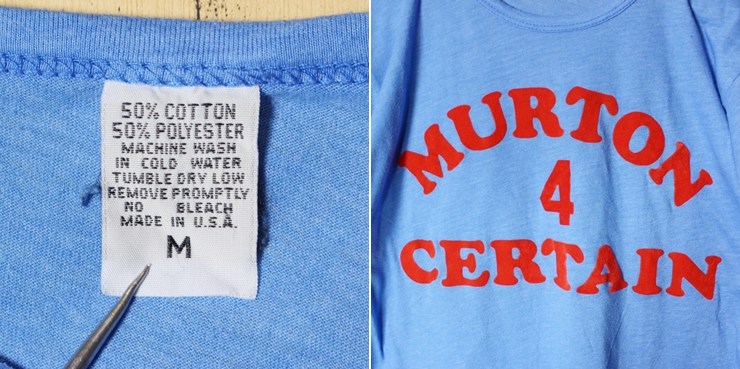 50% COTTON
50% POLYESTER
MACHINE WASH
IN COLD WATER
TUMBLE DRY LOW
REMOVE PROMPTLY
NO BLEACH
MADE IN U.S.A.
M
MURTON
4
CERTAIN